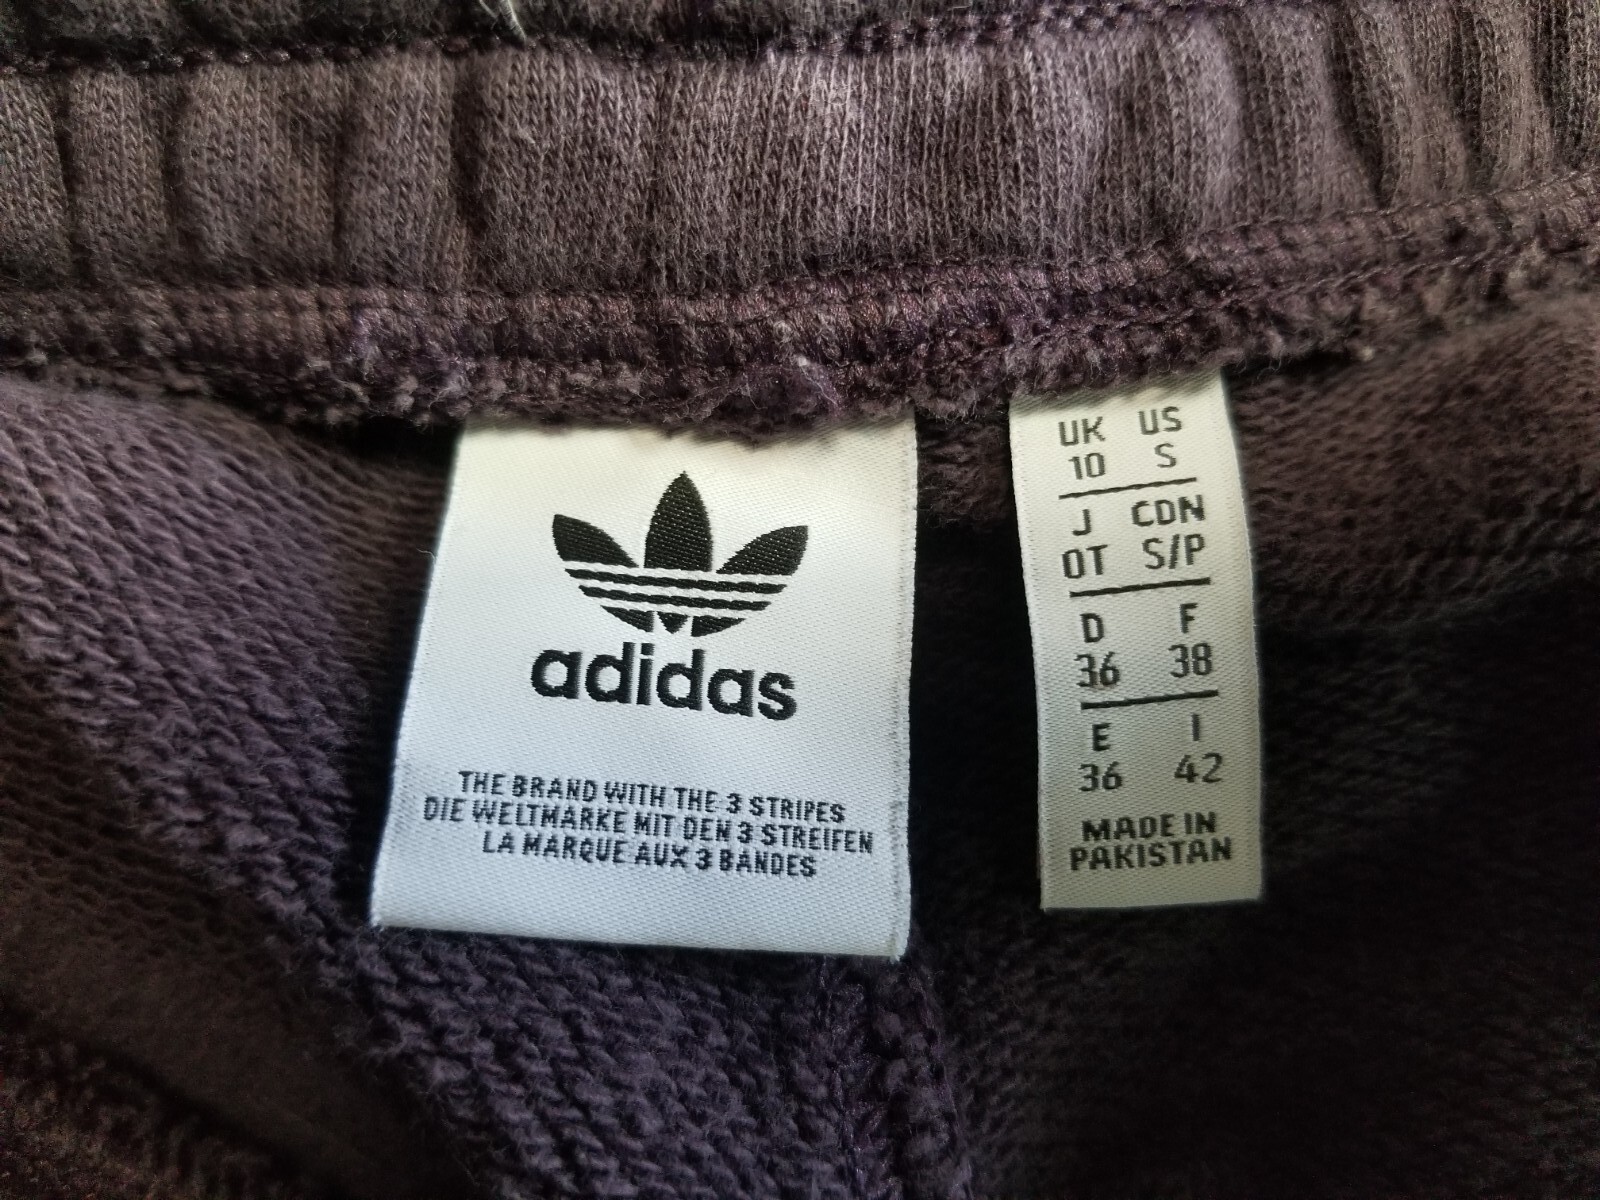 adidas
THE BRAND WITH THE 3 STRIPES
DIE WELTMARKE MIT DEN 3 STREIFEN
LA MARQUE AUX 3 BANDES
UK US
10 S
J CDN
OT S/P
D F
36 38
E I
36 42
MADE IN
PAKISTAN